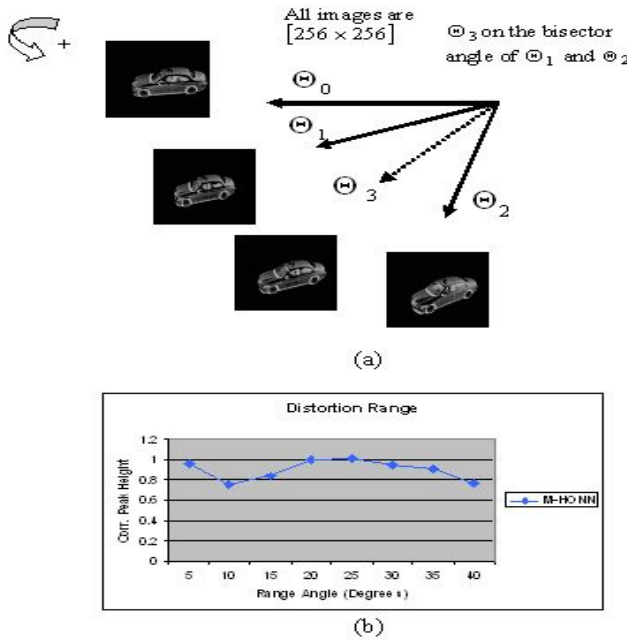 +
All images are
[256 × 256]
Θ3 on the bisector
angle of Θ1 and Θ2
Θ0
Θ1
Θ3
Θ2
(a)
Distortion Range
Corr. Peak Height
1.2
1
0.8
0.6
0.4
0.2
0
5 10 15 20 25 30 35 40
Range Angle (Degrees)
M-HONN
(b)